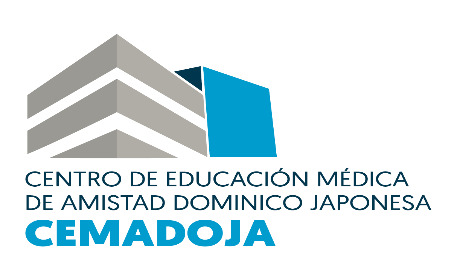 CENTRO DE EDUCACIÓN MÉDICA
DE AMISTAD DOMINICO JAPONESA
CEMADOJA